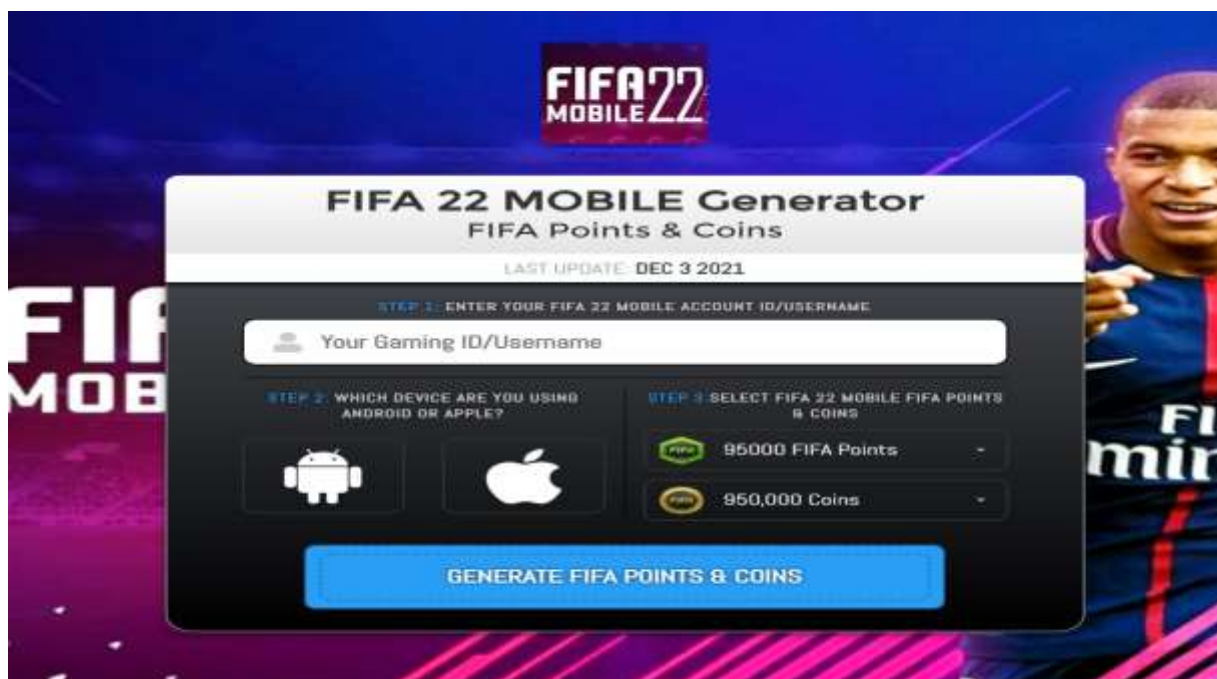 FIFA 22
MOBILE
FIFA 22 MOBILE Generator
FIFA Points & Coins
LAST UPDATE: DEC 3 2021
STEP 1: ENTER YOUR FIFA 22 MOBILE ACCOUNT ID/USERNAME
Your Gaming ID/Username
STEP 2: WHICH DEVICE ARE YOU USING
ANDROID OR APPLE?
STEP 3: SELECT FIFA 22 MOBILE FIFA POINTS
& COINS
95000 FIFA Points
950,000 Coins
GENERATE FIFA POINTS & COINS
FIF
MOB